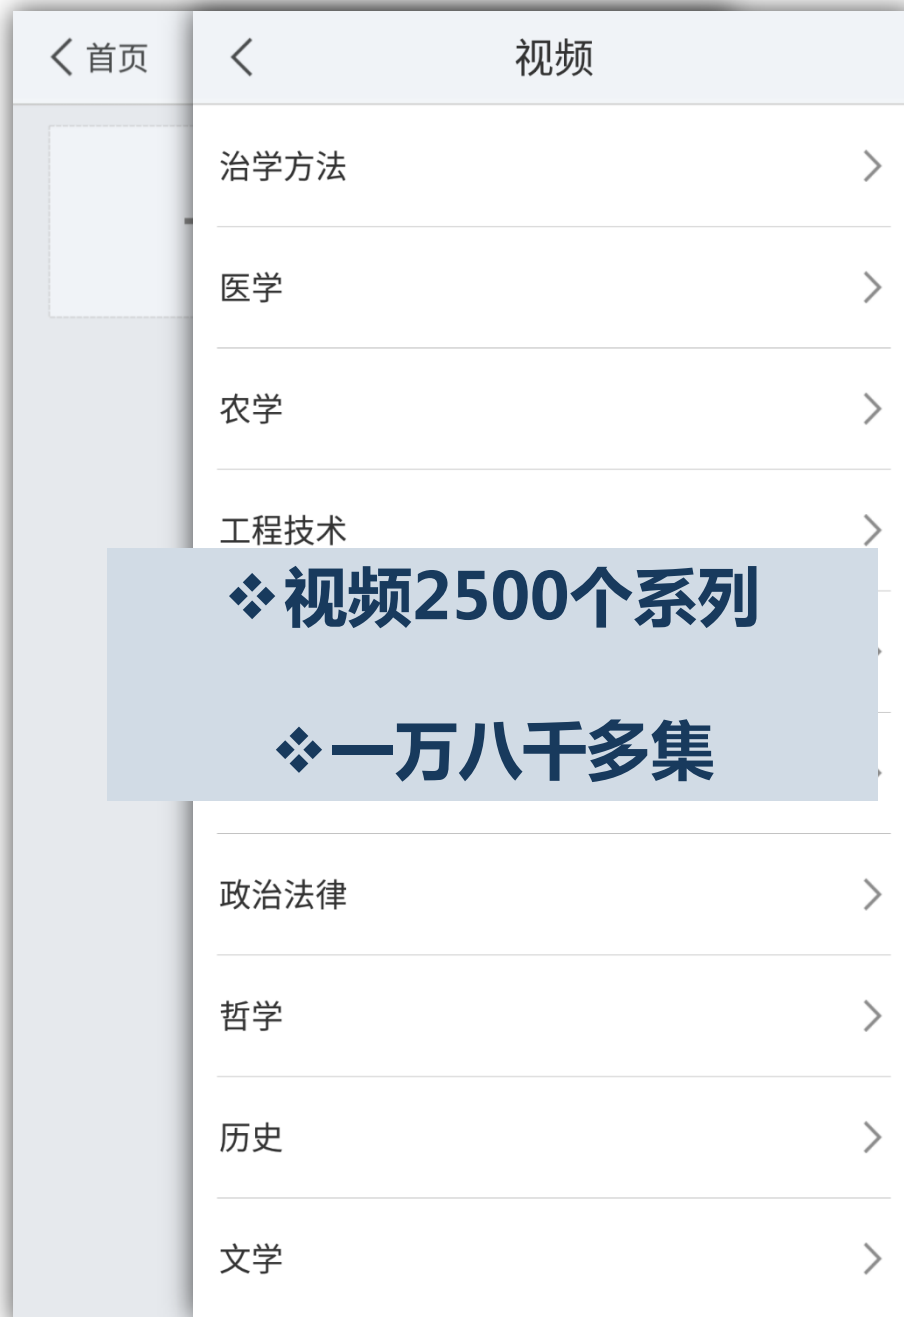 首页
视频
治学方法
医学
农学
工程技术
❖视频2500个系列
❖一万八千多集
政治法律
哲学
历史
文学